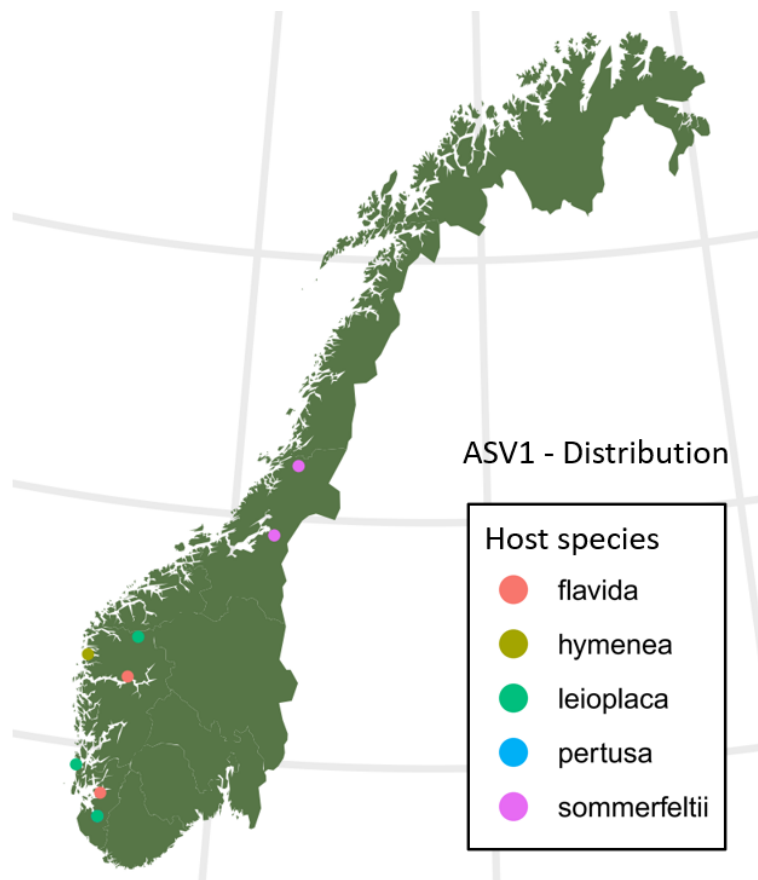 ASV1 - Distribution
Host species
flavida
hymenea
leioplaca
pertusa
sommerfeltii